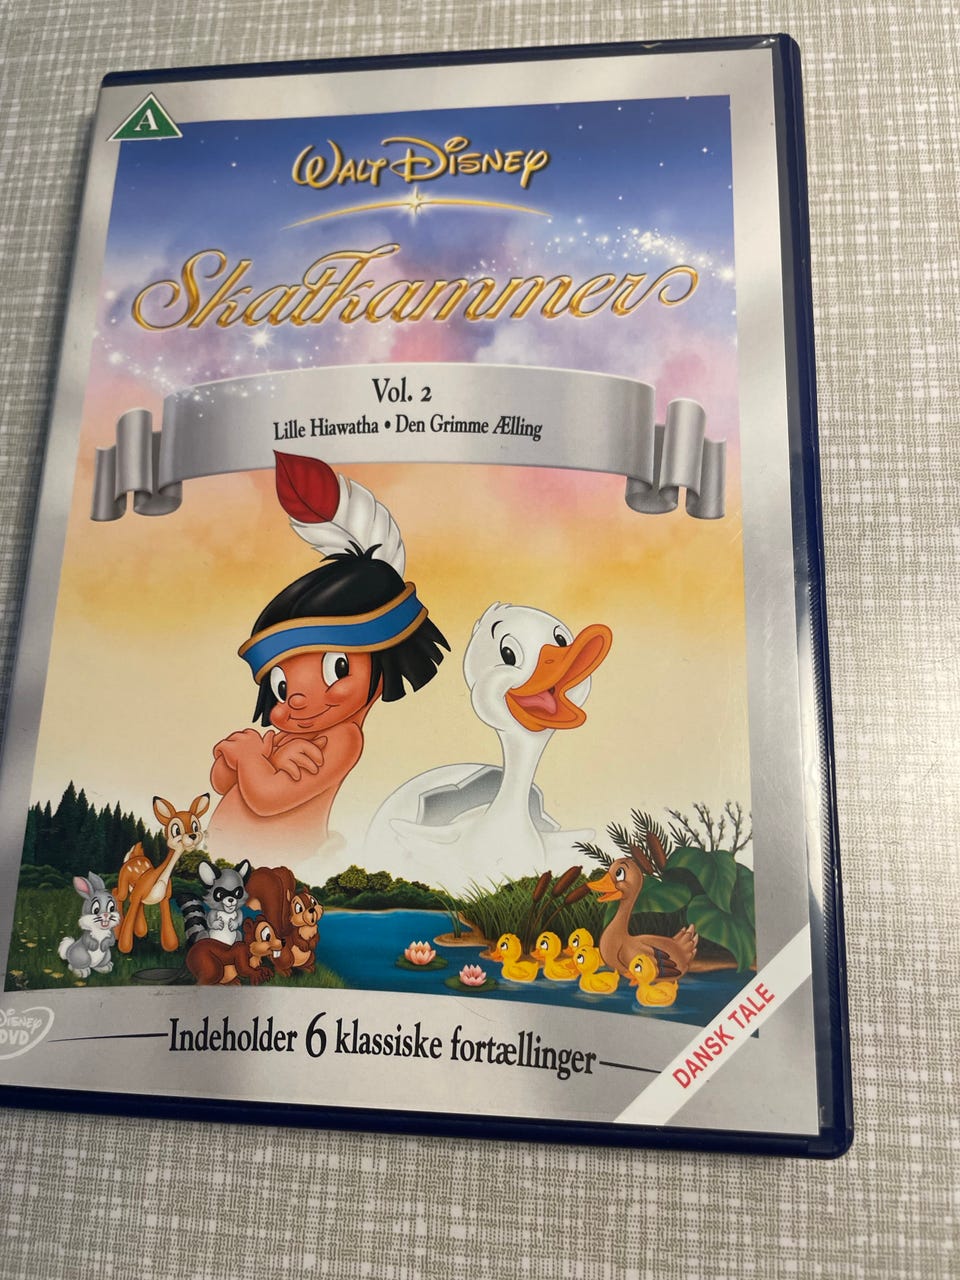 A
WALT DISNEY
Skatkammer
Vol. 2
Lille Hiawatha • Den Grimme Ælling
DISNEY
DVD
Indeholder 6 klassiske fortællinger
DANSK TALE